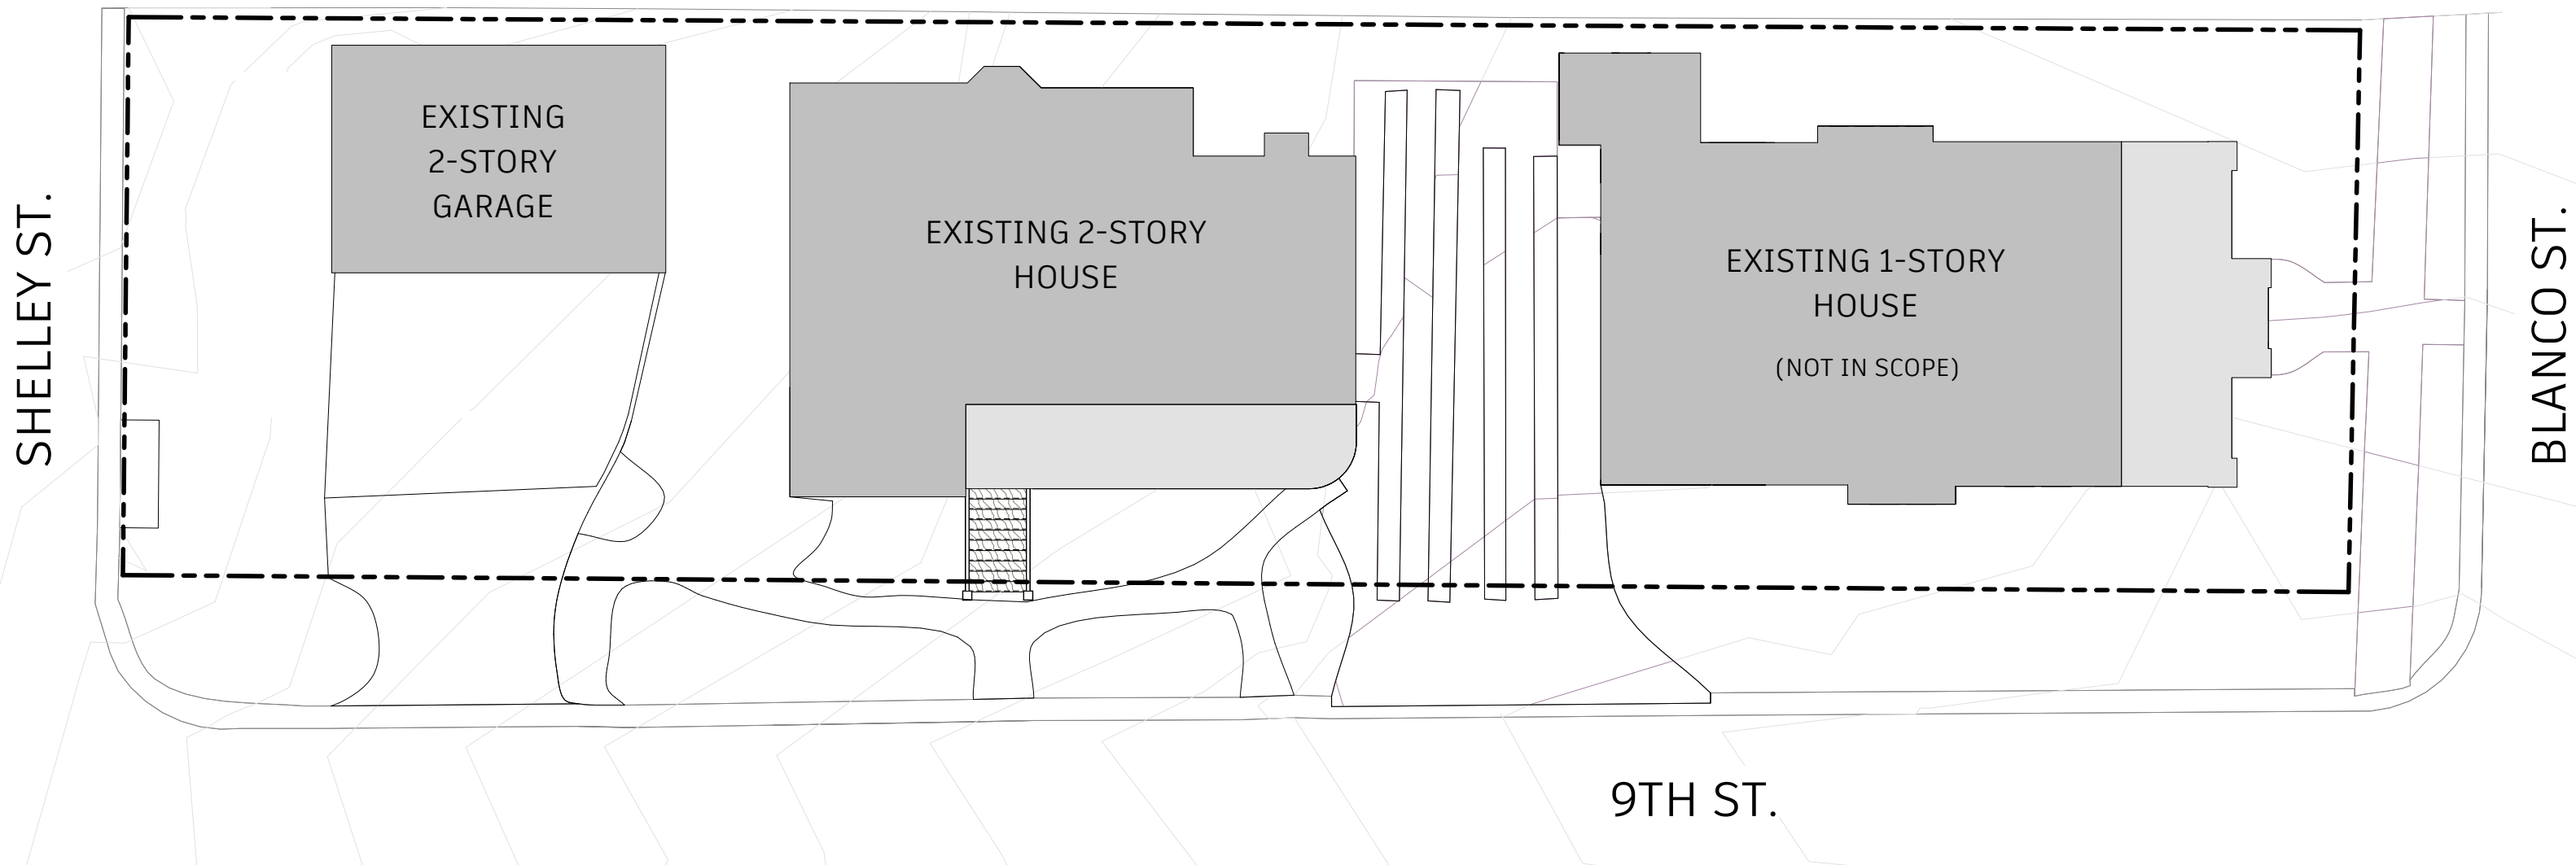 SHELLEY ST.
EXISTING
2-STORY
GARAGE
EXISTING 2-STORY
HOUSE
EXISTING 1-STORY
HOUSE
(NOT IN SCOPE)
BLANCO ST.
9TH ST.